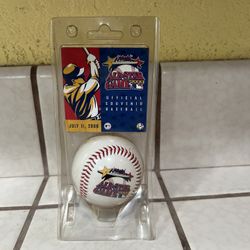 ALL-STAR
GAME
OFFICIAL
SOUVENIR
BASEBALL
JULY 11, 2000
ALL-STAR
GAME